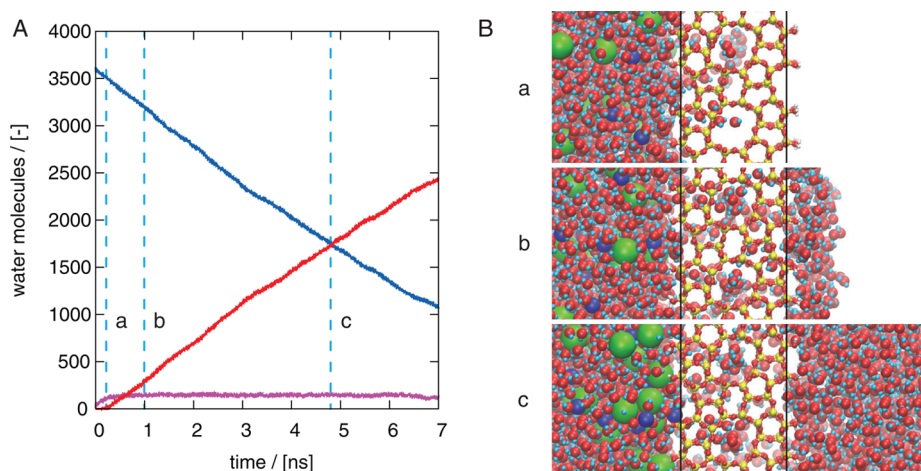 A
4000
3500
3000
2500
2000
1500
1000
500
0
water molecules / [-]
a
b
c
0 1 2 3 4 5 6 7
time / [ns]
B
a
b
c